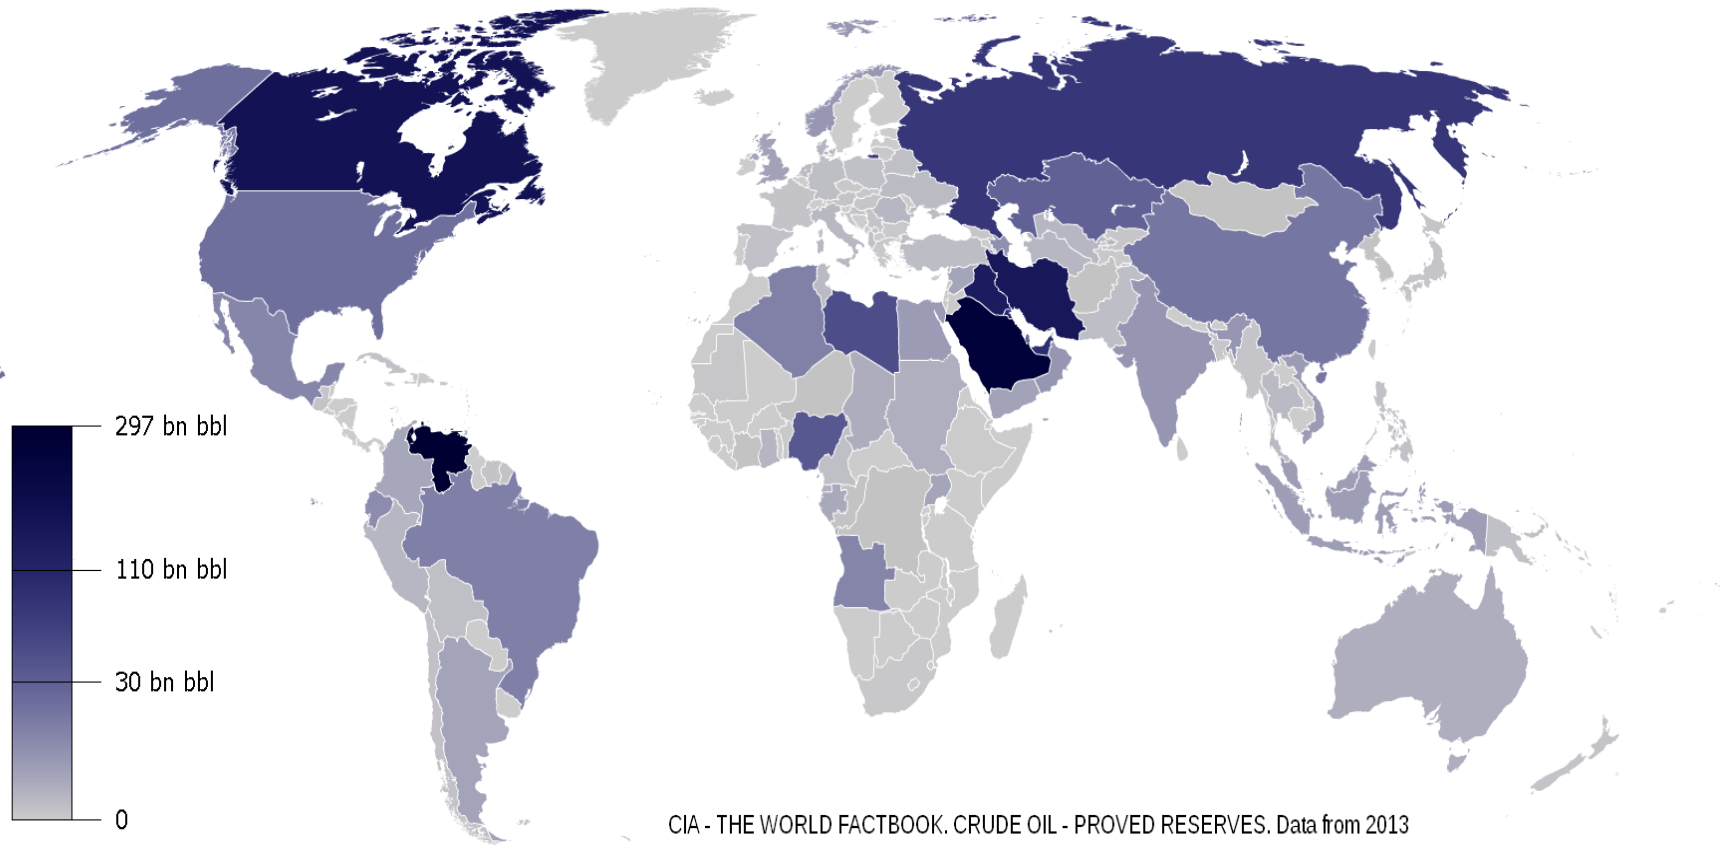 297 bn bbl
110 bn bbl
30 bn bbl
0
CIA - THE WORLD FACTBOOK. CRUDE OIL - PROVED RESERVES. Data from 2013